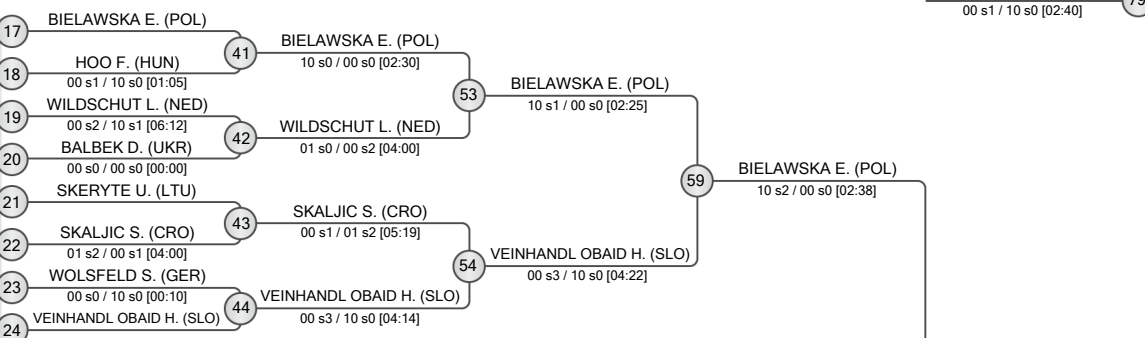 00 s1 / 10 s0 [02:40]
79
17
BIELAWSKA E. (POL)
18
HOO F. (HUN)
00 s1 / 10 s0 [01:05]
41
BIELAWSKA E. (POL)
10 s0 / 00 s0 [02:30]
19
WILDSCHUT L. (NED)
00 s2 / 10 s1 [06:12]
20
BALBEK D. (UKR)
00 s0 / 00 s0 [00:00]
42
WILDSCHUT L. (NED)
01 s0 / 00 s2 [04:00]
53
BIELAWSKA E. (POL)
10 s1 / 00 s0 [02:25]
21
SKERYTE U. (LTU)
22
SKALJIC S. (CRO)
01 s2 / 00 s1 [04:00]
43
SKALJIC S. (CRO)
00 s1 / 01 s2 [05:19]
23
WOLSFELD S. (GER)
00 s0 / 10 s0 [00:10]
24
VEINHANDL OBAID H. (SLO)
44
VEINHANDL OBAID H. (SLO)
00 s3 / 10 s0 [04:14]
54
VEINHANDL OBAID H. (SLO)
00 s3 / 10 s0 [04:22]
59
BIELAWSKA E. (POL)
10 s2 / 00 s0 [02:38]